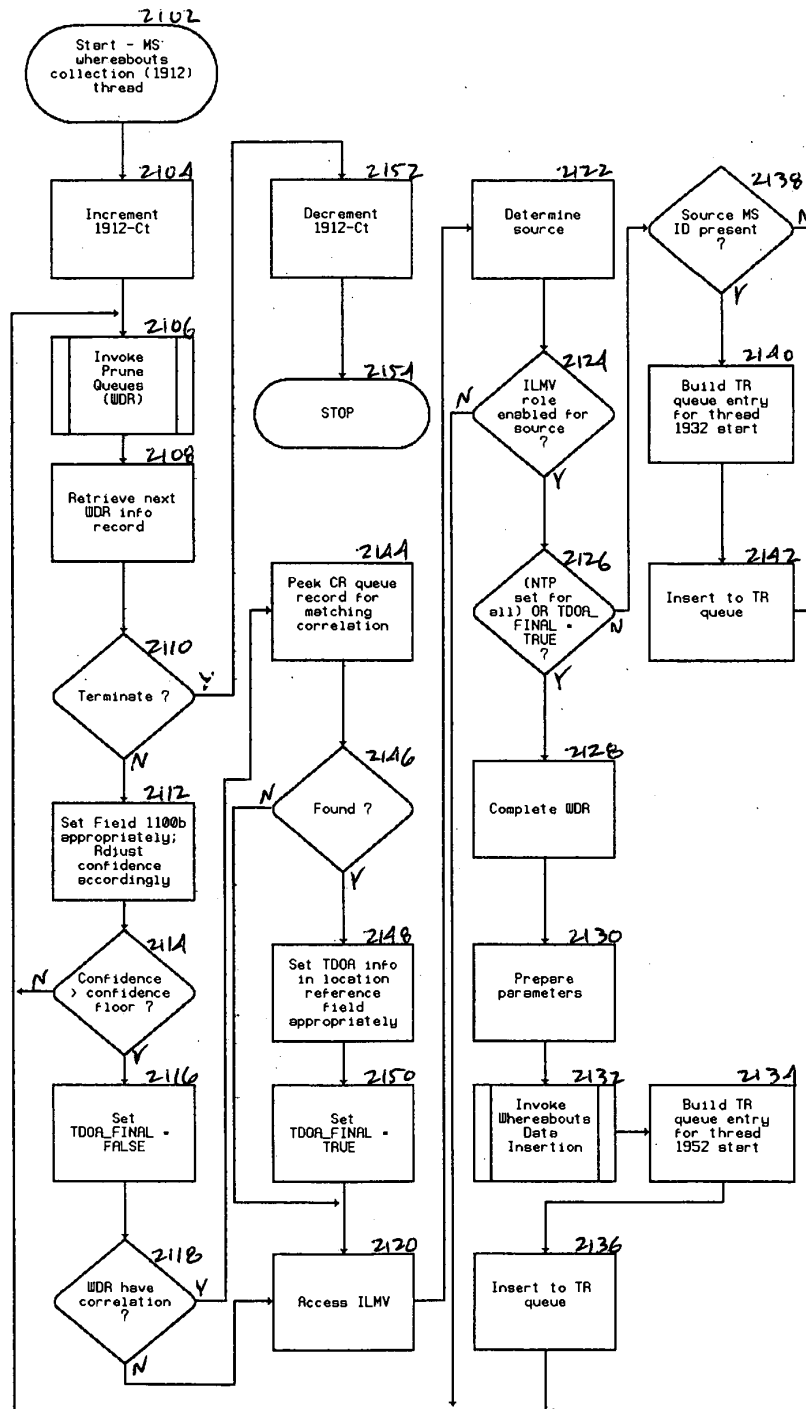 2102
Start - MS
whereabouts
collection (1912)
thread
2104
Increment
1912-Ct
2106
Invoke
Prune
Queues
(WDR)
2108
Retrieve next
WDR info
record
2110
Terminate ?
Y
N
2112
Set Field 1100b
appropriately;
Adjust
confidence
accordingly
2114
Confidence
> confidence
floor ?
N
Y
2116
Set
TDOA_FINAL =
FALSE
2118
WDR have
correlation
?
Y
N
2152
Decrement
1912-Ct
2154
STOP
2144
Peek CR queue
record for
matching
correlation
2146
Found ?
N
Y
2148
Set TDOA info
in location
reference
field
appropriately
2150
Set
TDOA_FINAL =
TRUE
2120
Access ILMV
2122
Determine
source
2124
ILMV
role
enabled for
source
?
N
Y
2126
(NTP
set for
all) OR TDOA_
FINAL =
TRUE
?
N
Y
2128
Complete WDR
2130
Prepare
parameters
2132
Invoke
Whereabouts
Data
Insertion
2134
Build TR
queue entry
for thread
1952 start
2136
Insert to TR
queue
2138
Source MS
ID present
?
N
Y
2140
Build TR
queue entry
for thread
1932 start
2142
Insert to TR
queue